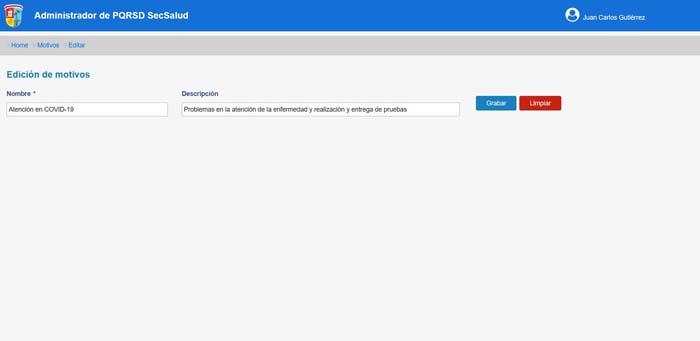 Administrador de PQRSD SecSalud
Juan Carlos Gutiérrez
Home Motivos Editar
Edición de motivos
Nombre * Descripción
Atención en COVID-19 Problemas en la atención de la enfermedad y realización y entrega de pruebas Grabar Limpiar